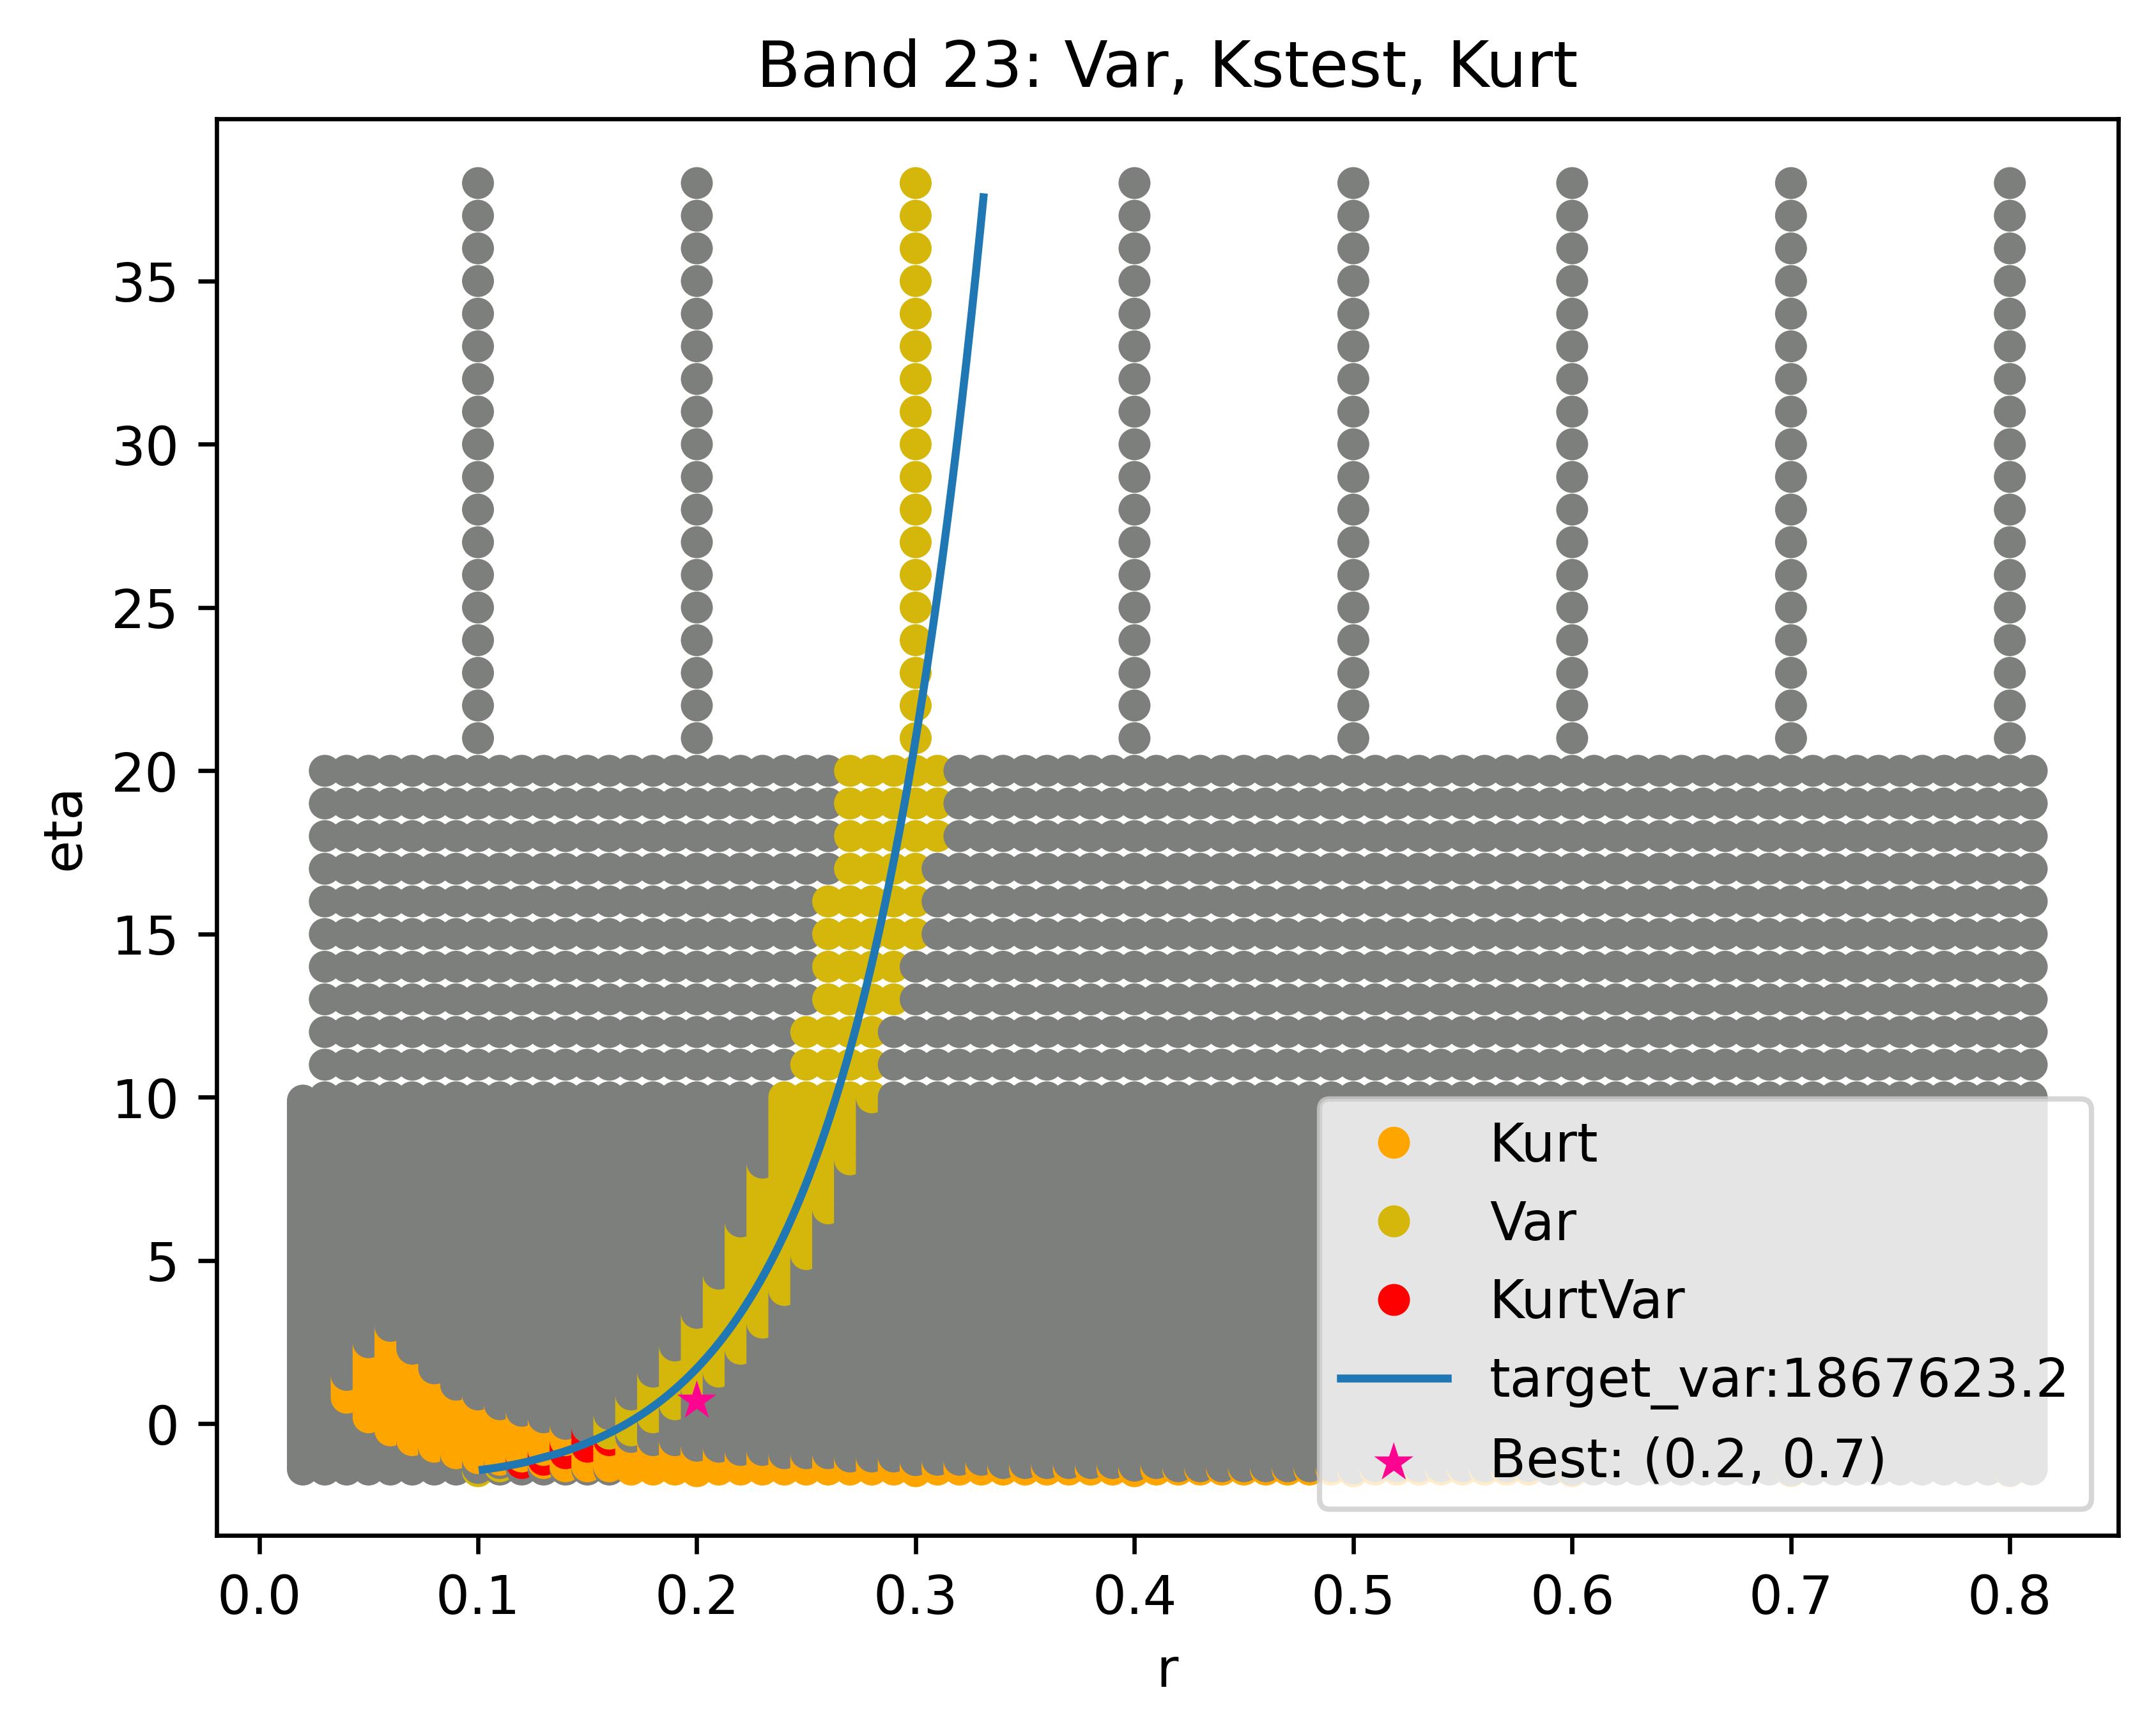 Band 23: Var, Kstest, Kurt
eta
35
30
25
20
15
10
5
0
Kurt
Var
KurtVar
target_var:1867623.2
Best: (0.2, 0.7)
0.0 0.1 0.2 0.3 0.4 0.5 0.6 0.7 0.8
r